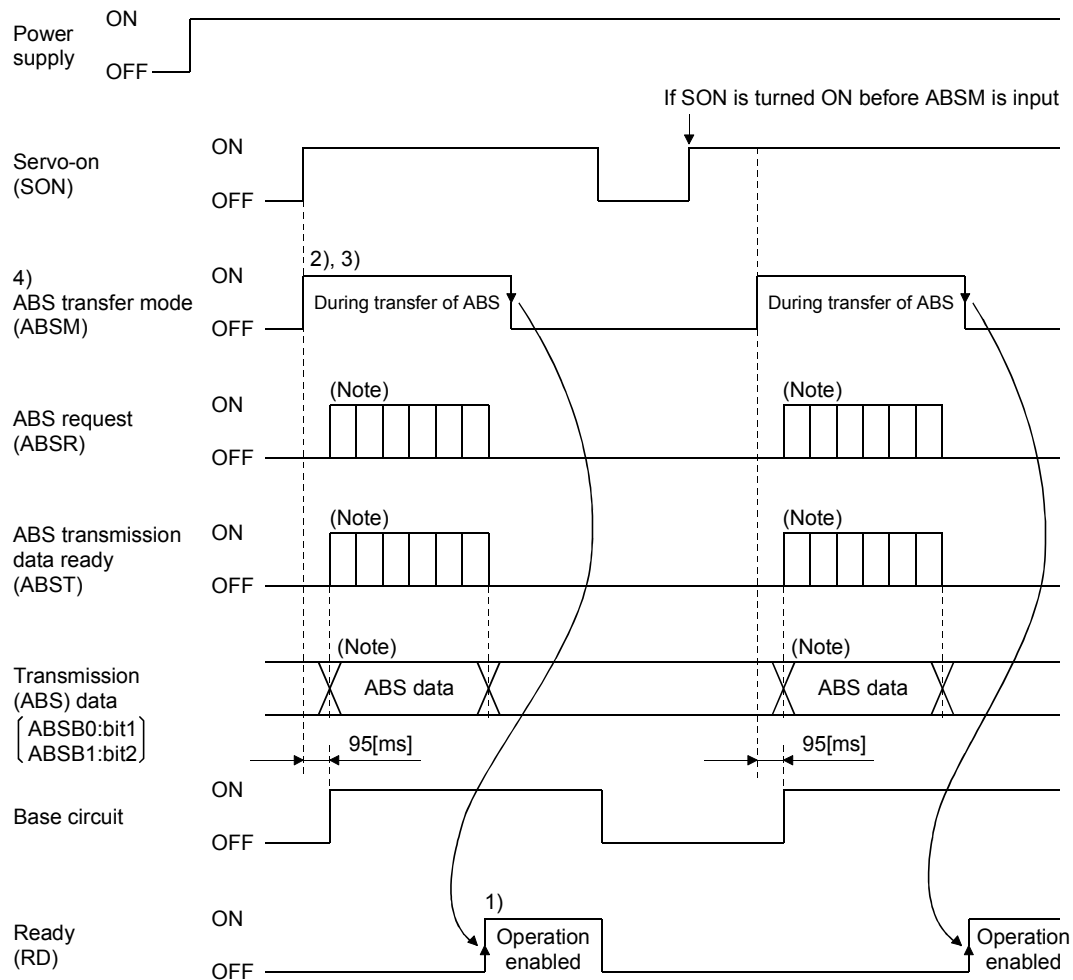 Power
supply
ON
OFF
If SON is turned ON before ABSM is input
Servo-on
(SON)
ON
OFF
4)
ABS transfer mode
(ABSM)
ON
OFF
2), 3)
During transfer of ABS
During transfer of ABS
ABS request
(ABSR)
ON
OFF
(Note)
(Note)
ABS transmission
data ready
(ABST)
ON
OFF
(Note)
(Note)
Transmission
(ABS) data
ABSB0:bit1
ABSB1:bit2
(Note)
ABS data
(Note)
ABS data
95[ms]
95[ms]
Base circuit
ON
OFF
Ready
(RD)
ON
OFF
1)
Operation
enabled
Operation
enabled